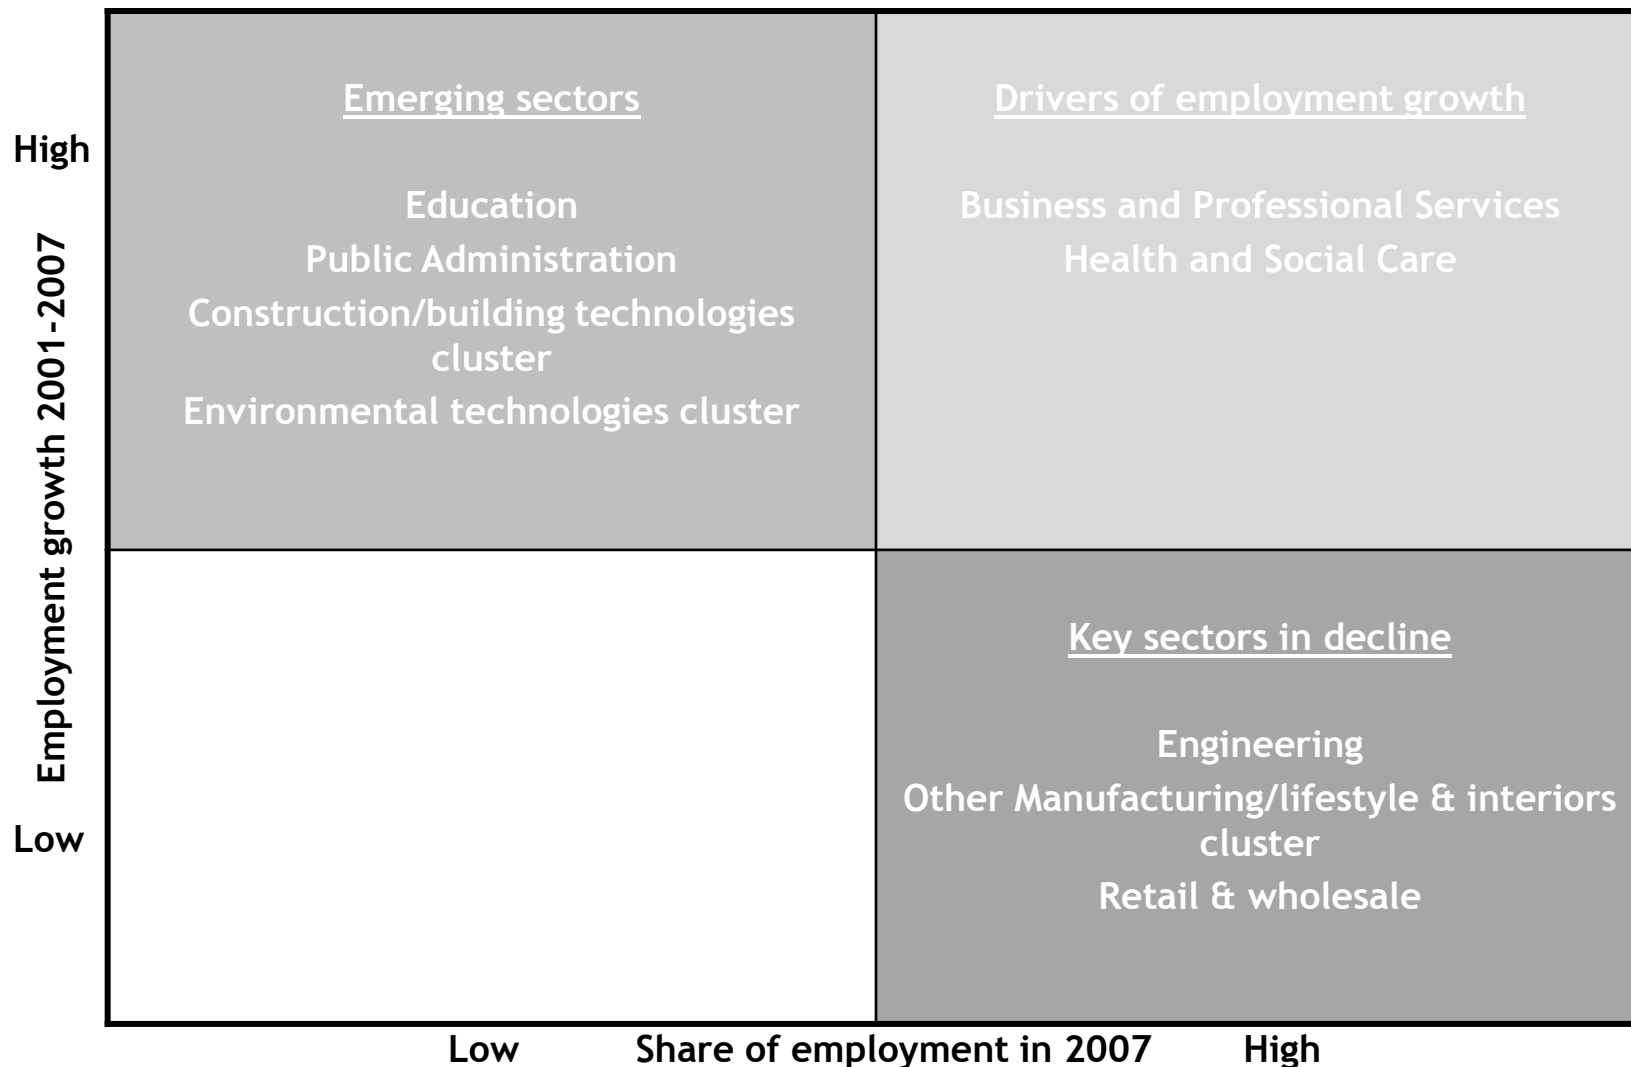 Emerging sectors
Education
Public Administration
Construction/building technologies
cluster
Environmental technologies cluster
Drivers of employment growth
Business and Professional Services
Health and Social Care
Key sectors in decline
Engineering
Other Manufacturing/lifestyle & interiors
cluster
Retail & wholesale
High
Employment growth 2001-2007
Low
Low
Share of employment in 2007
High